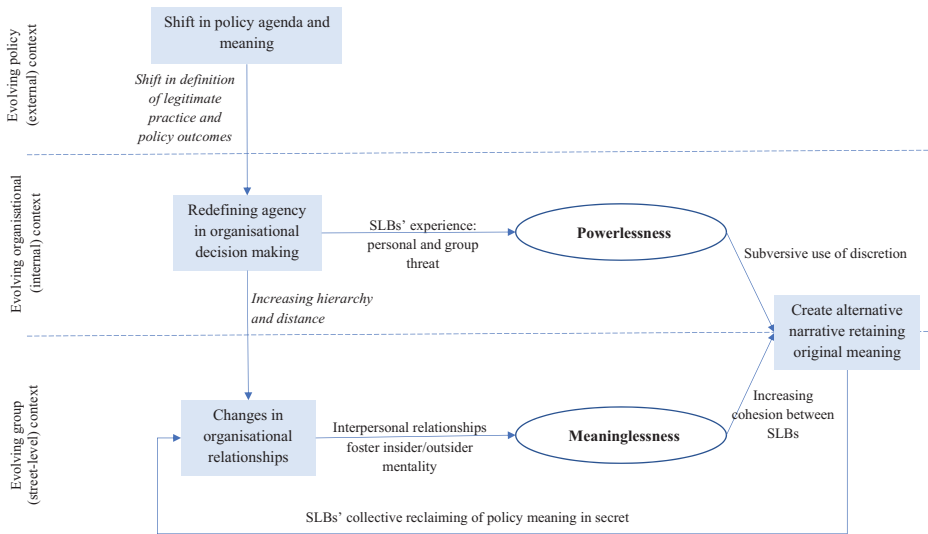 Evolving policy
(external) context
Shift in policy agenda and
meaning
Shift in definition
of legitimate
practice and
policy outcomes
Evolving organisational
(internal) context
Redefining agency
in organisational
decision making
SLBs' experience:
personal and group
threat
Powerlessness
Subversive use of discretion
Increasing hierarchy
and distance
Create alternative
narrative retaining
original meaning
Evolving group
(street-level) context
Changes in
organisational
relationships
Interpersonal relationships
foster insider/outsider
mentality
Meaninglessness
Increasing
cohesion between
SLBs
SLBs' collective reclaiming of policy meaning in secret